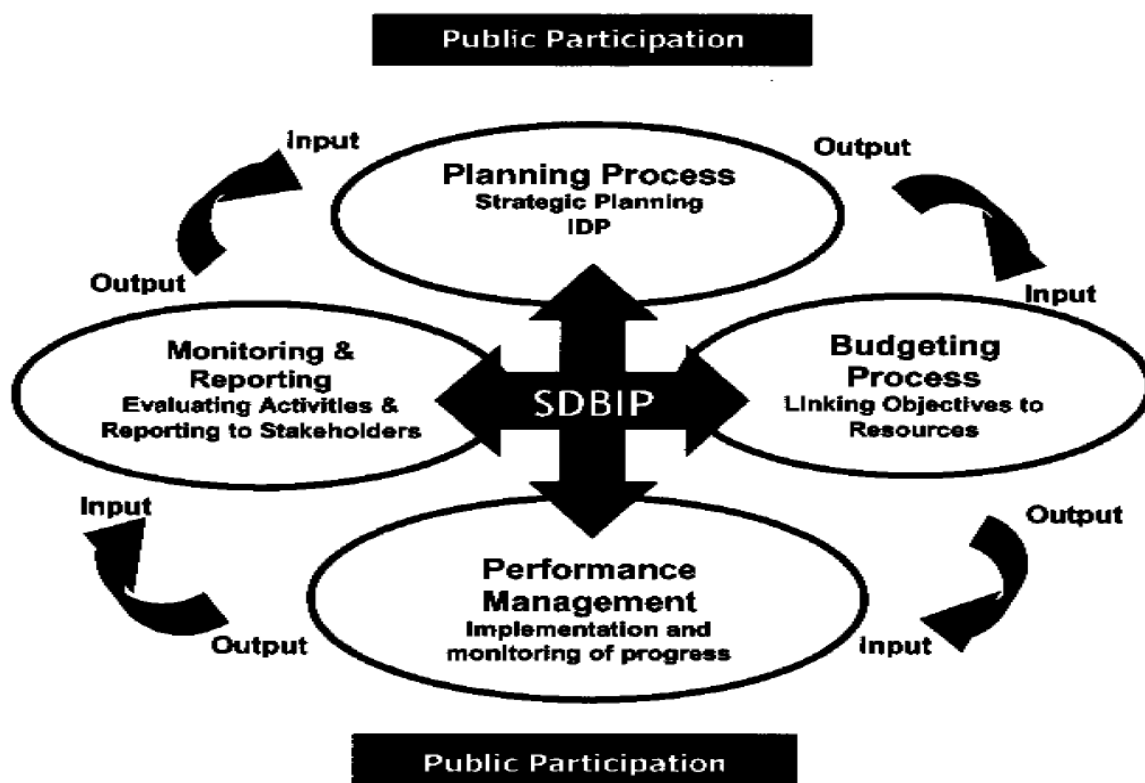 Public Participation
Input
Output
Planning Process
Strategic Planning
IDP
Output
Input
Monitoring &
Reporting
Evaluating Activities &
Reporting to Stakeholders
SDBIP
Budgeting
Process
Linking Objectives to
Resources
Input
Output
Output
Input
Performance
Management
Implementation and
monitoring of progress
Public Participation